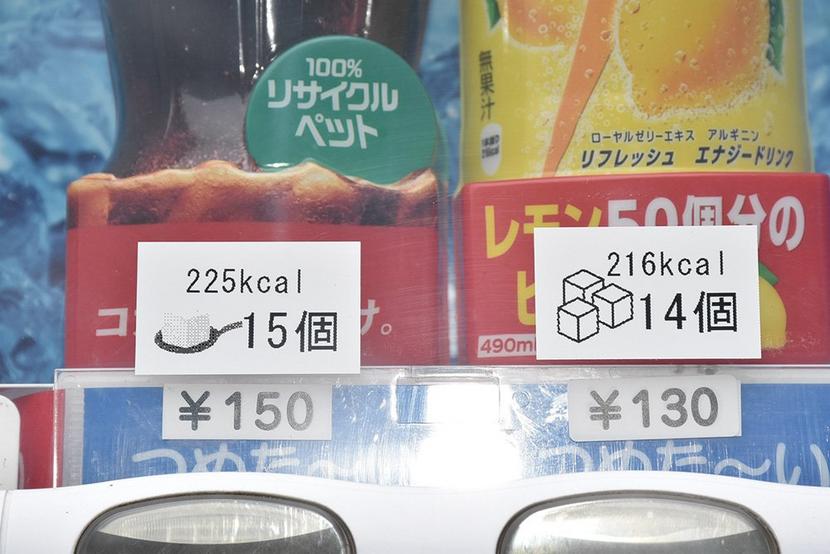 100%
リサイクル
ペット
無果汁
ローヤルゼリーエキス アルギニン
リフレッシュ エナジードリンク
レモン50個分の
225kcal
15個
216kcal
14個
490ml
¥150
¥130
つめた〜い
つめた〜い